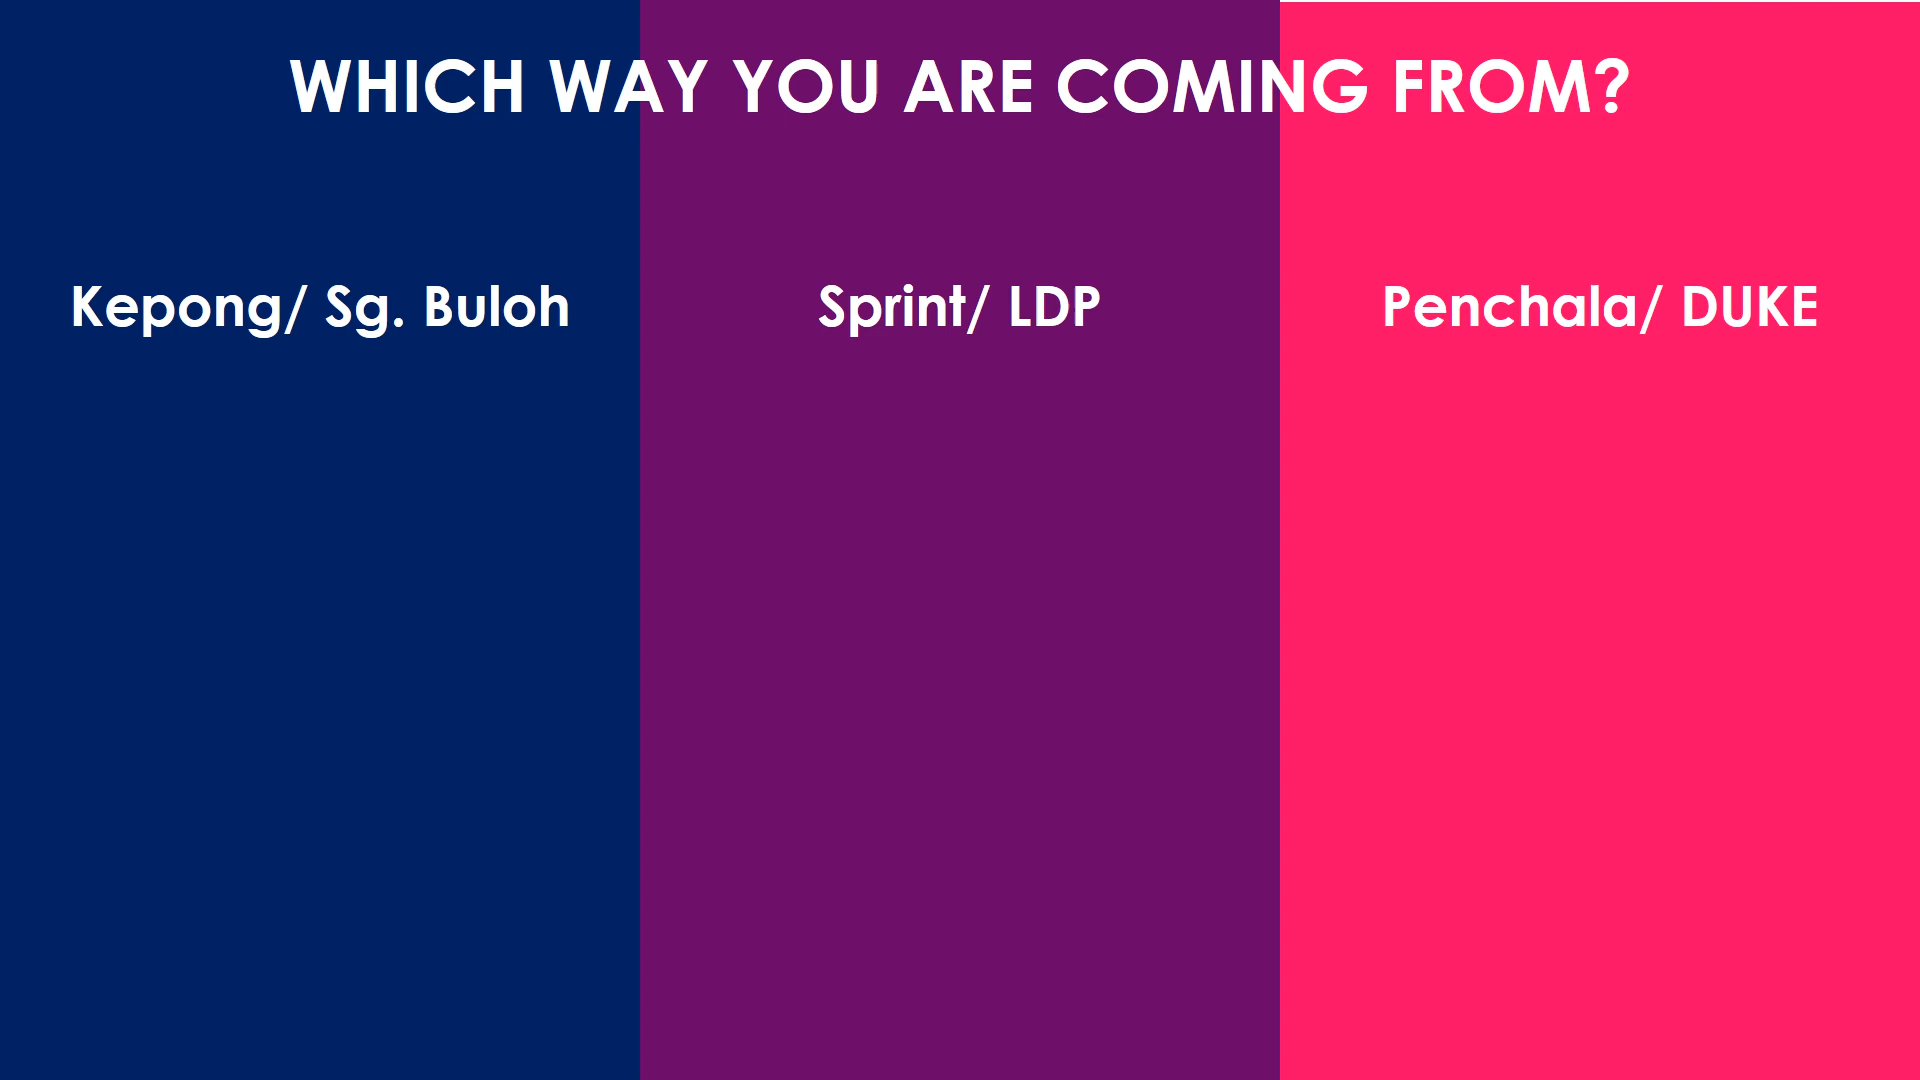 WHICH WAY YOU ARE COMING FROM?
Kepong/ Sg. Buloh
Sprint/ LDP
Penchala/ DUKE